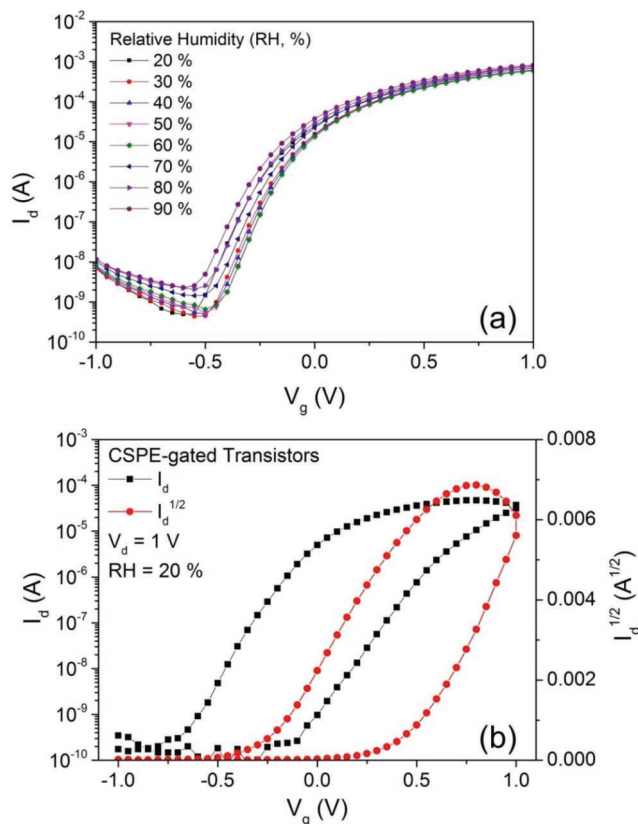 10⁻²
10⁻³
10⁻⁴
10⁻⁵
10⁻⁶
10⁻⁷
10⁻⁸
10⁻⁹
10⁻¹⁰
I_d (A)
Relative Humidity (RH, %)
20 %
30 %
40 %
50 %
60 %
70 %
80 %
90 %
(a)
-1.0 -0.5 0.0 0.5 1.0
V_g (V)
10⁻³
10⁻⁴
10⁻⁵
10⁻⁶
10⁻⁷
10⁻⁸
10⁻⁹
10⁻¹⁰
I_d (A)
CSPE-gated Transistors
I_d
I_d^1/2
V_d = 1 V
RH = 20 %
(b)
0.008
0.006
0.004
0.002
0.000
I_d^1/2 (A^1/2)
-1.0 -0.5 0.0 0.5 1.0
V_g (V)